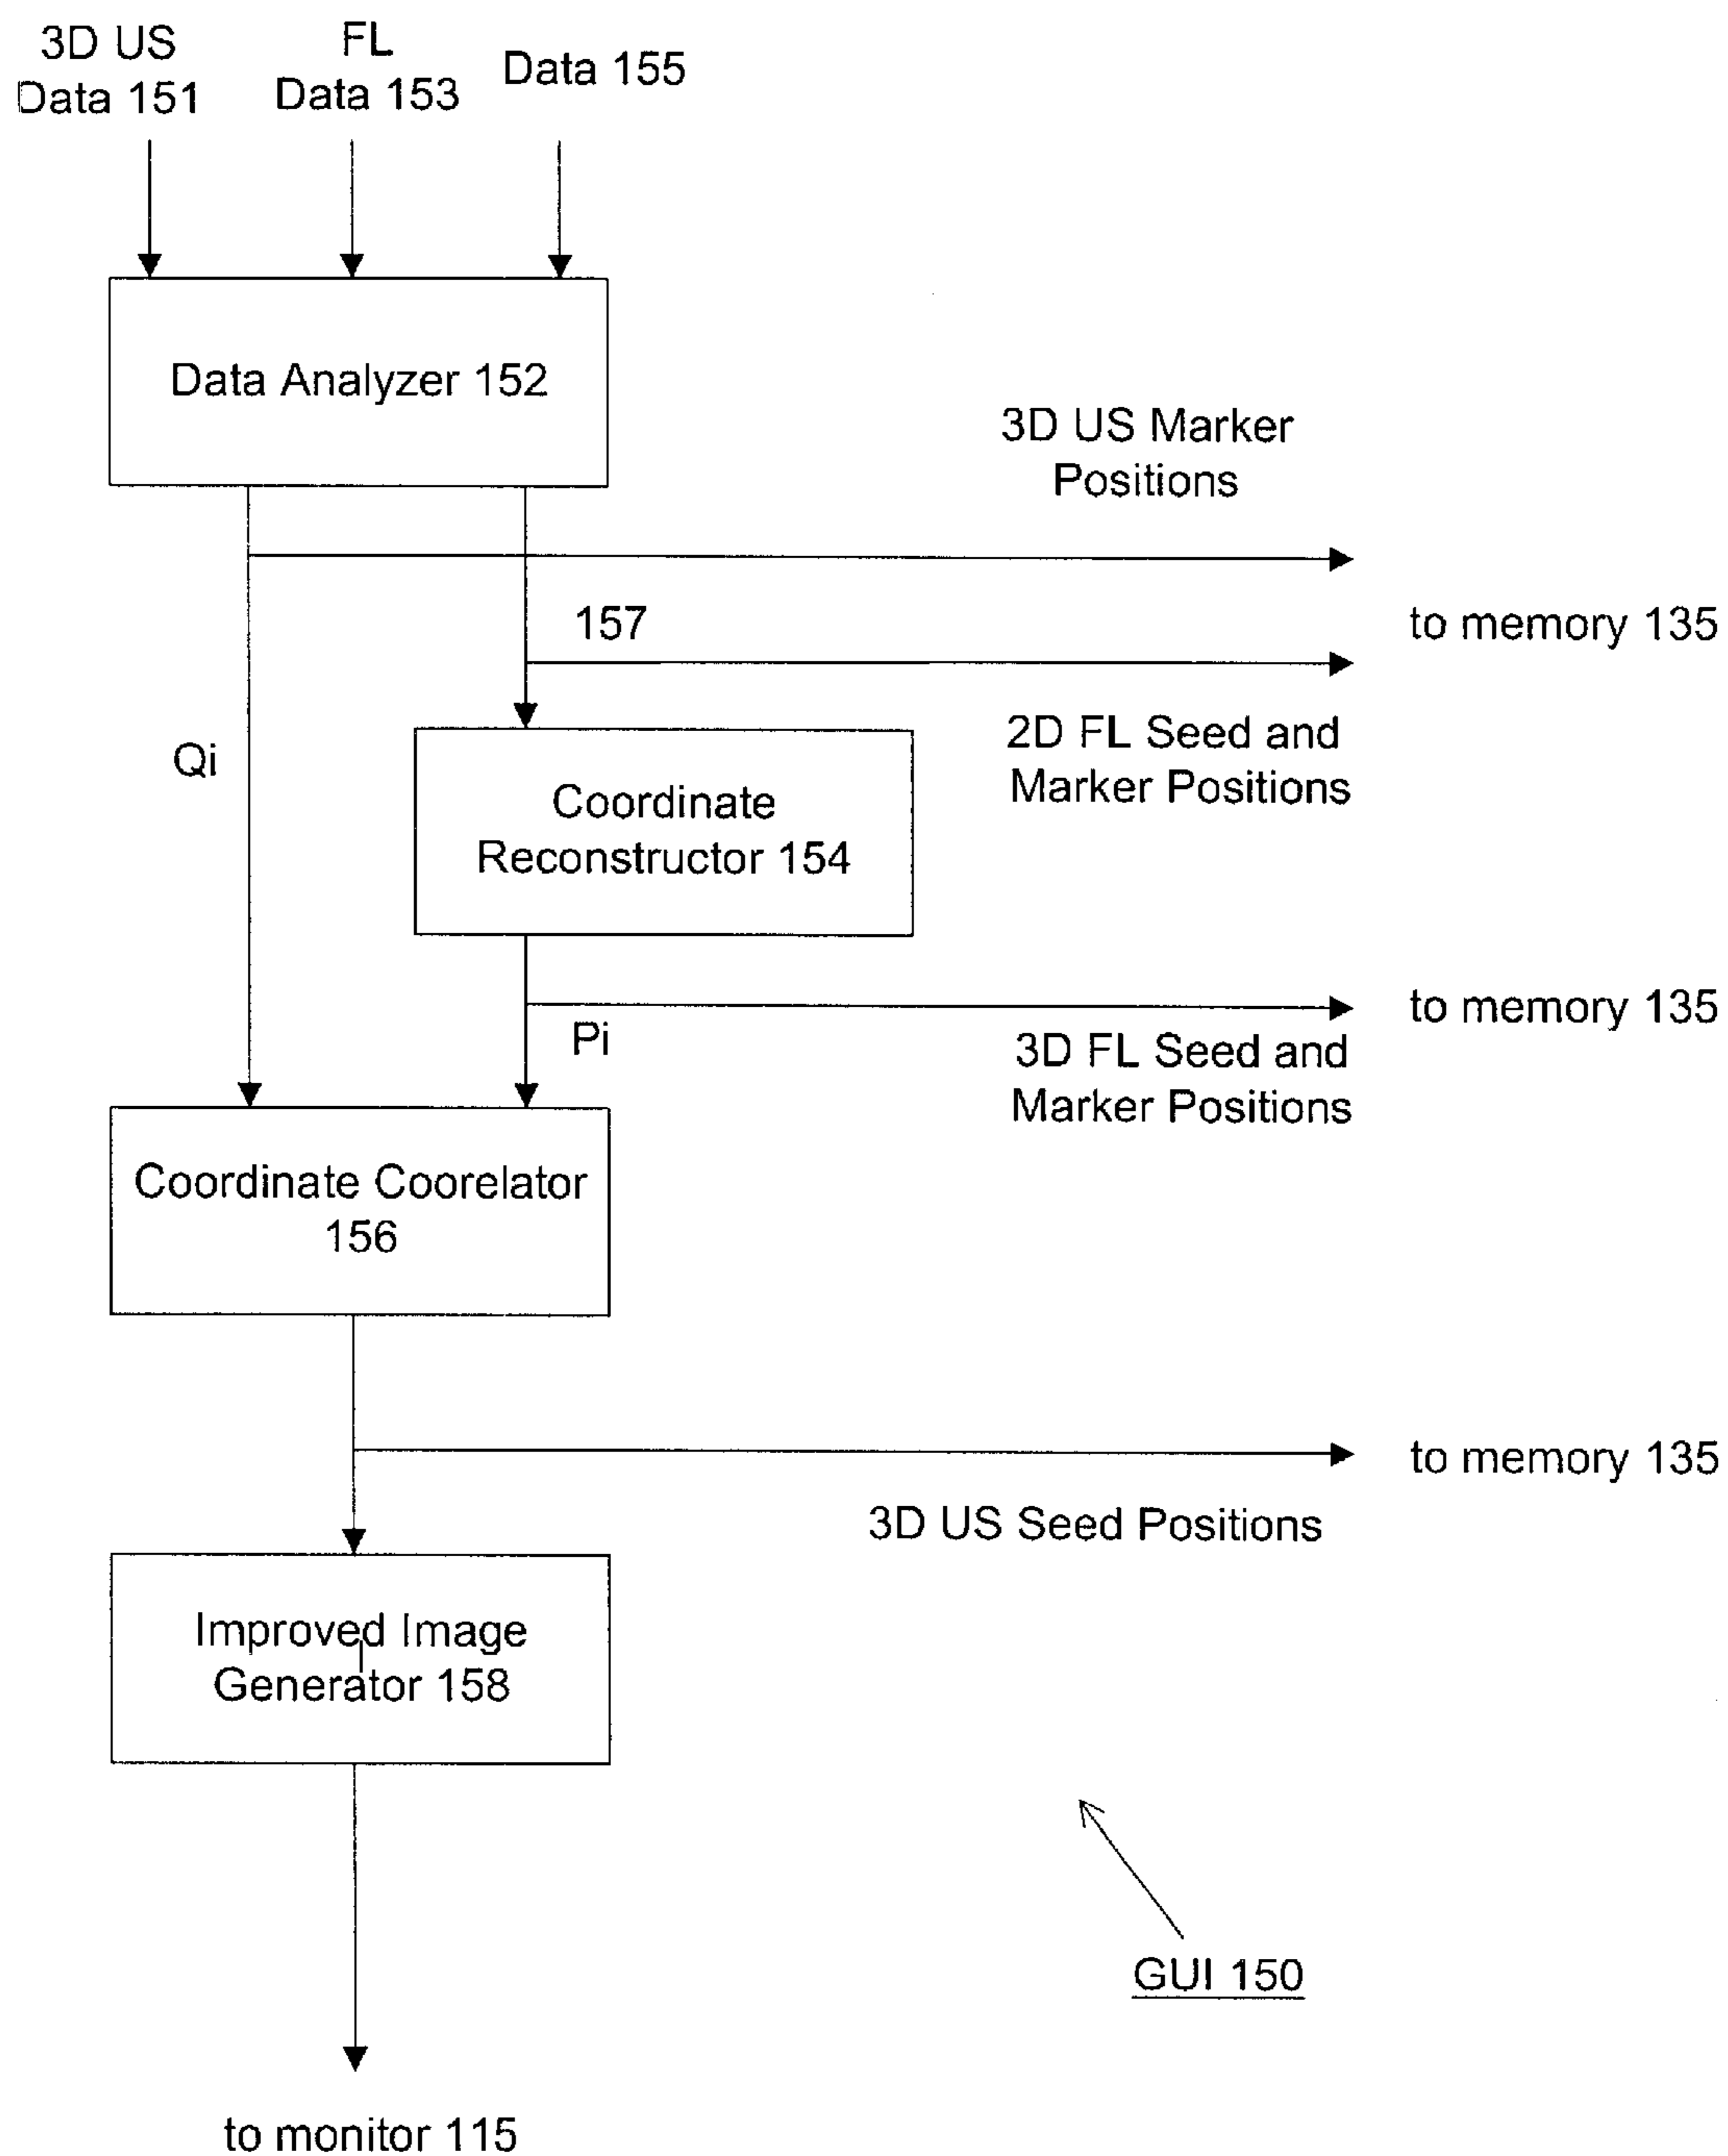 3D US
Data 151
FL
Data 153
Data 155
Data Analyzer 152
3D US Marker
Positions
157
to memory 135
Qi
2D FL Seed and
Marker Positions
Coordinate
Reconstructor 154
Pi
to memory 135
3D FL Seed and
Marker Positions
Coordinate Coorelator
156
to memory 135
3D US Seed Positions
Improved Image
Generator 158
GUI 150
to monitor 115